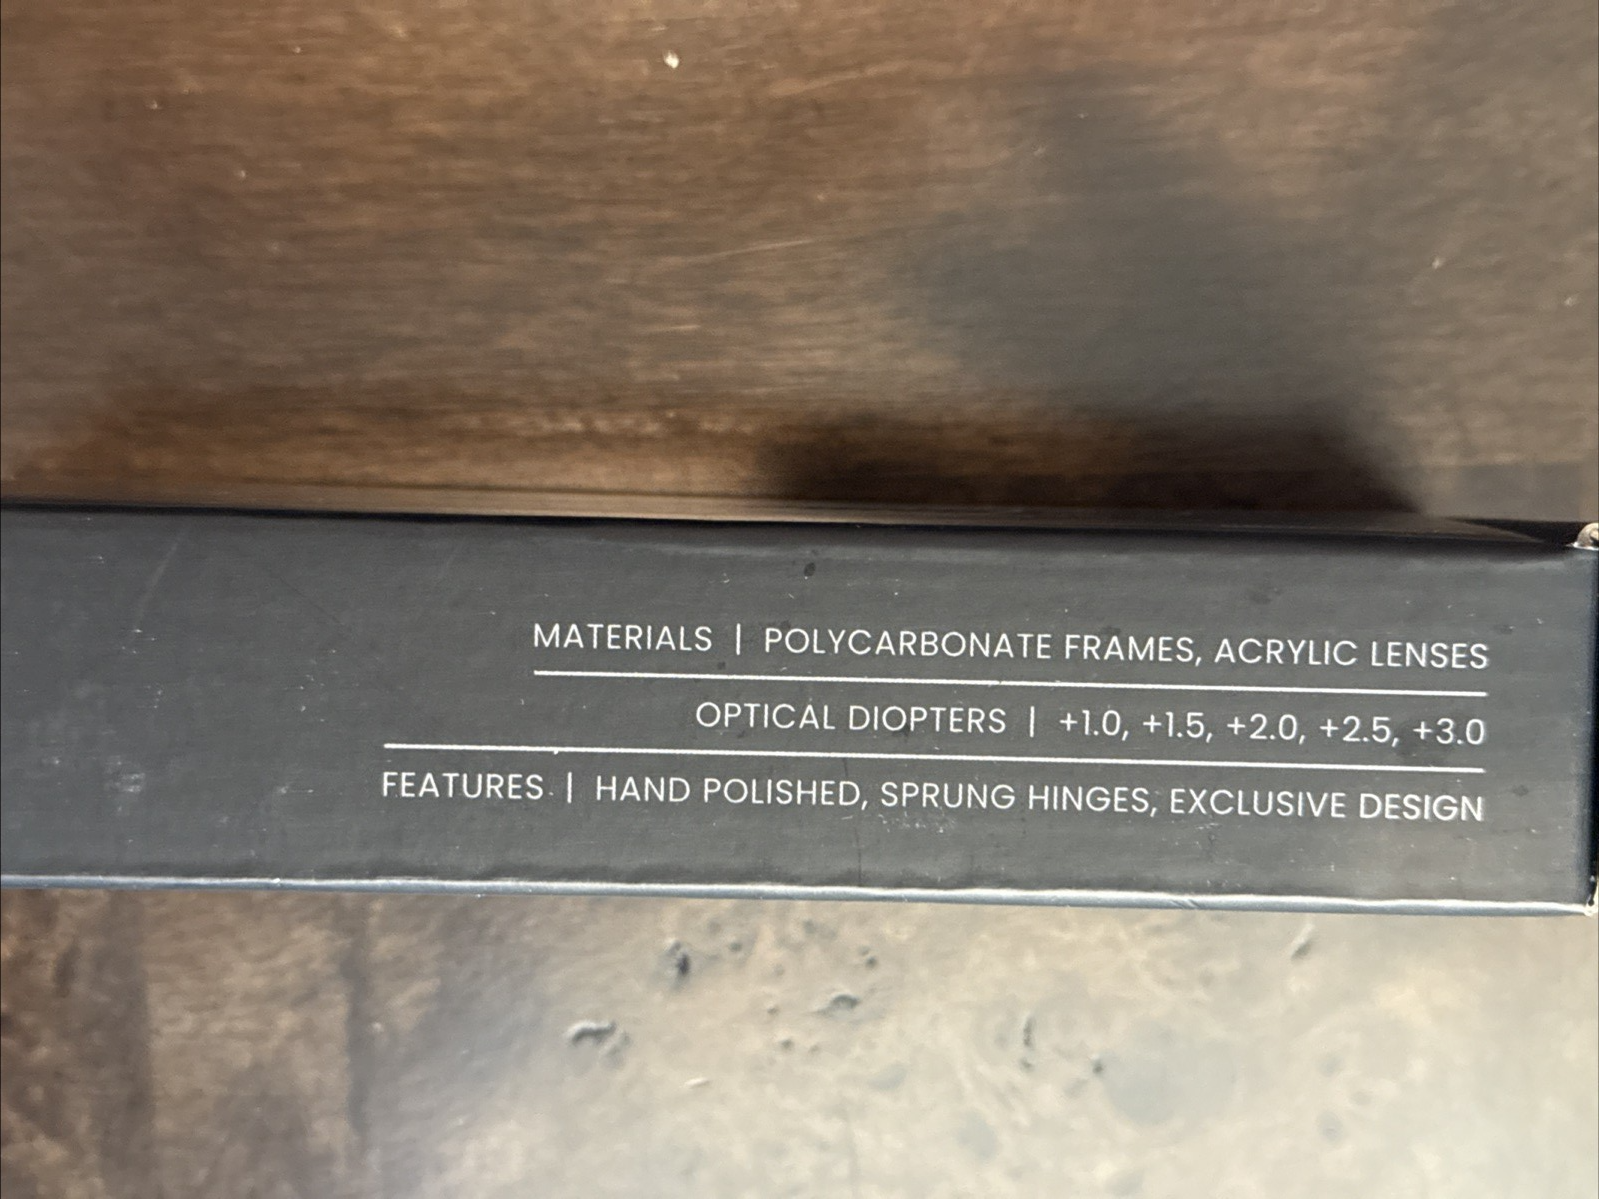 MATERIALS | POLYCARBONATE FRAMES, ACRYLIC LENSES
OPTICAL DIOPTERS | +1.0, +1.5, +2.0, +2.5, +3.0
FEATURES | HAND POLISHED, SPRUNG HINGES, EXCLUSIVE DESIGN